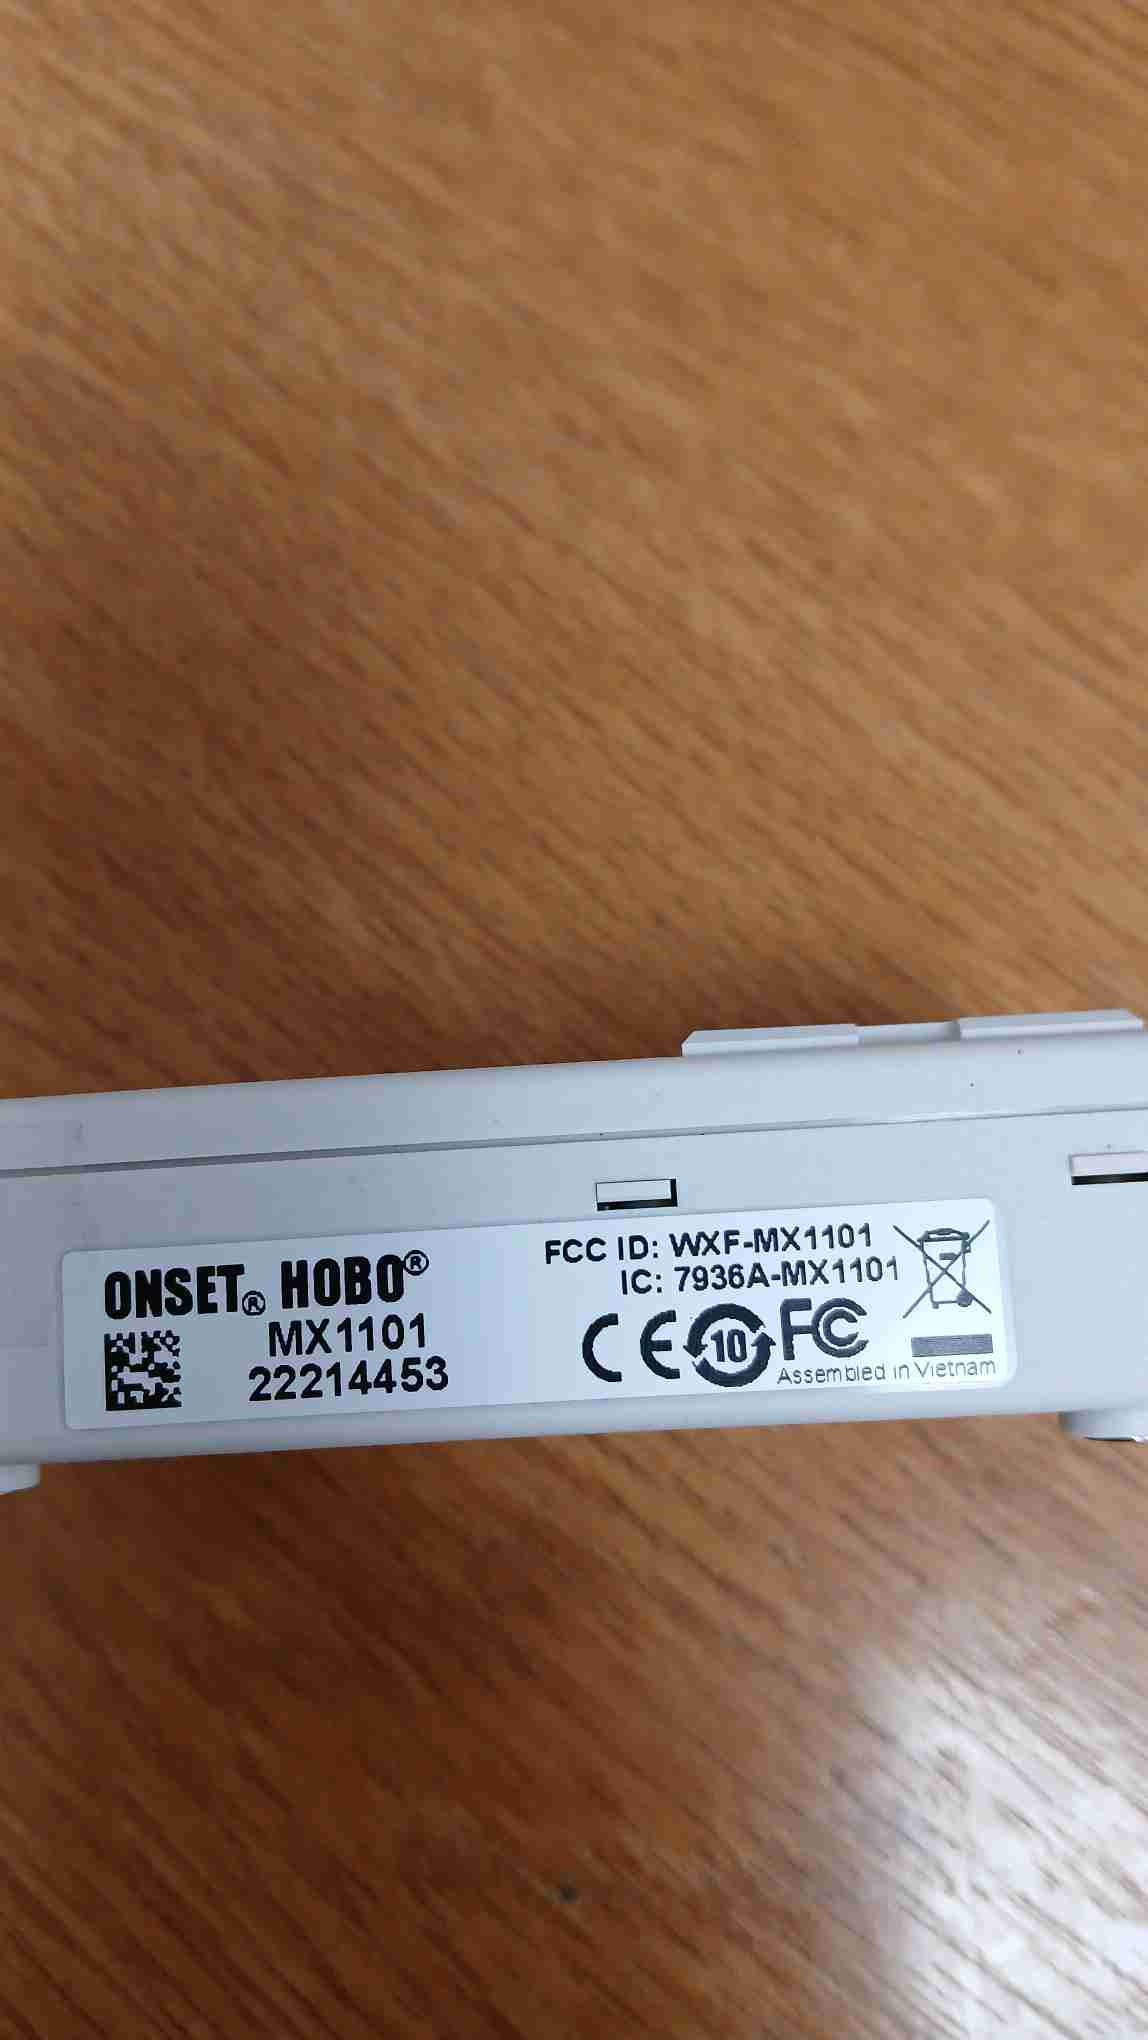 ONSET® HOBO®
MX1101
22214453
FCC ID: WXF-MX1101
IC: 7936A-MX1101
CE 10 FC
Assembled in Vietnam